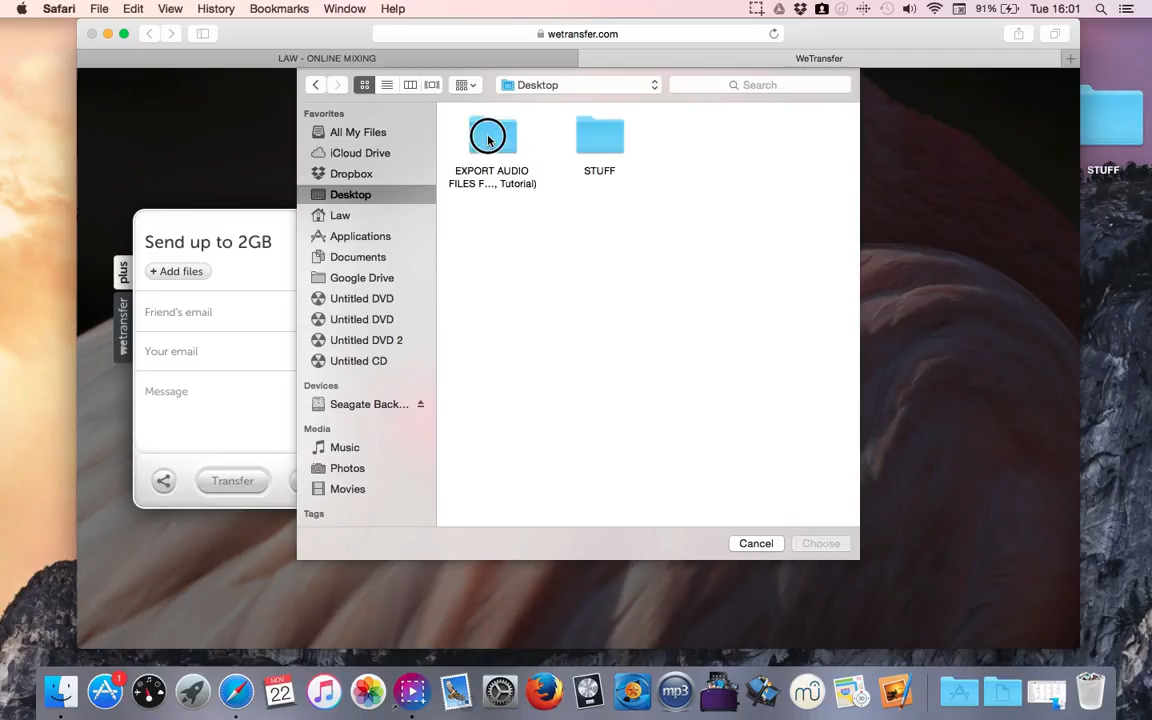 Safari File Edit View History Bookmarks Window Help 91% Tue 16:01
wetransfer.com
LAW - ONLINE MIXING WeTransfer
Desktop Search
Favorites
All My Files
iCloud Drive
Dropbox
Desktop
Law
Applications
Documents
Google Drive
Untitled DVD
Untitled DVD
Untitled DVD 2
Untitled CD
Devices
Seagate Back...
Media
Music
Photos
Movies
Tags
EXPORT AUDIO
FILES F..., Tutorial)
STUFF
STUFF
Send up to 2GB
+ Add files
plus
wetransfer
Friend's email
Your email
Message
Transfer
Cancel Choose
1
NOV
22
mp3